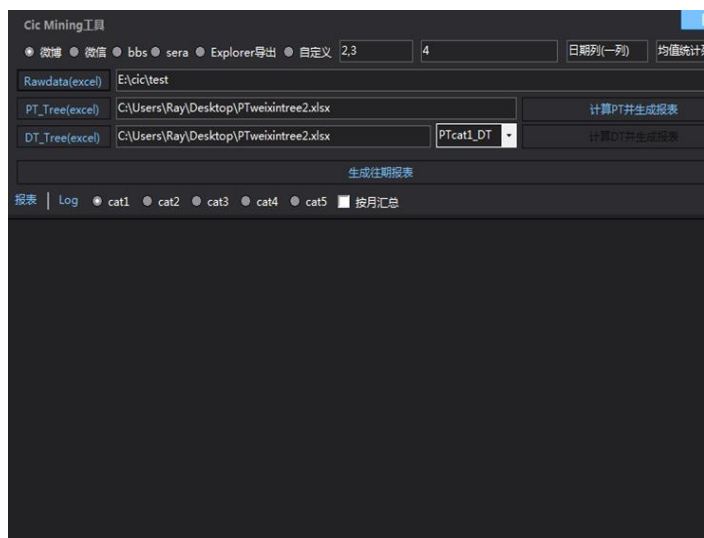 Cic Mining工具
微博 微信 bbs sera Explorer导出 自定义 2,3 4 日期列(一列) 均值统计
Rawdata(excel) E:\cic\test
PT_Tree(excel) C:\Users\Ray\Desktop\PTweixintree2.xlsx 计算PT并生成报表
DT_Tree(excel) C:\Users\Ray\Desktop\PTweixintree2.xlsx PTcat1_DT 计算DT并生成报表
生成往期报表
报表 Log cat1 cat2 cat3 cat4 cat5 按月汇总